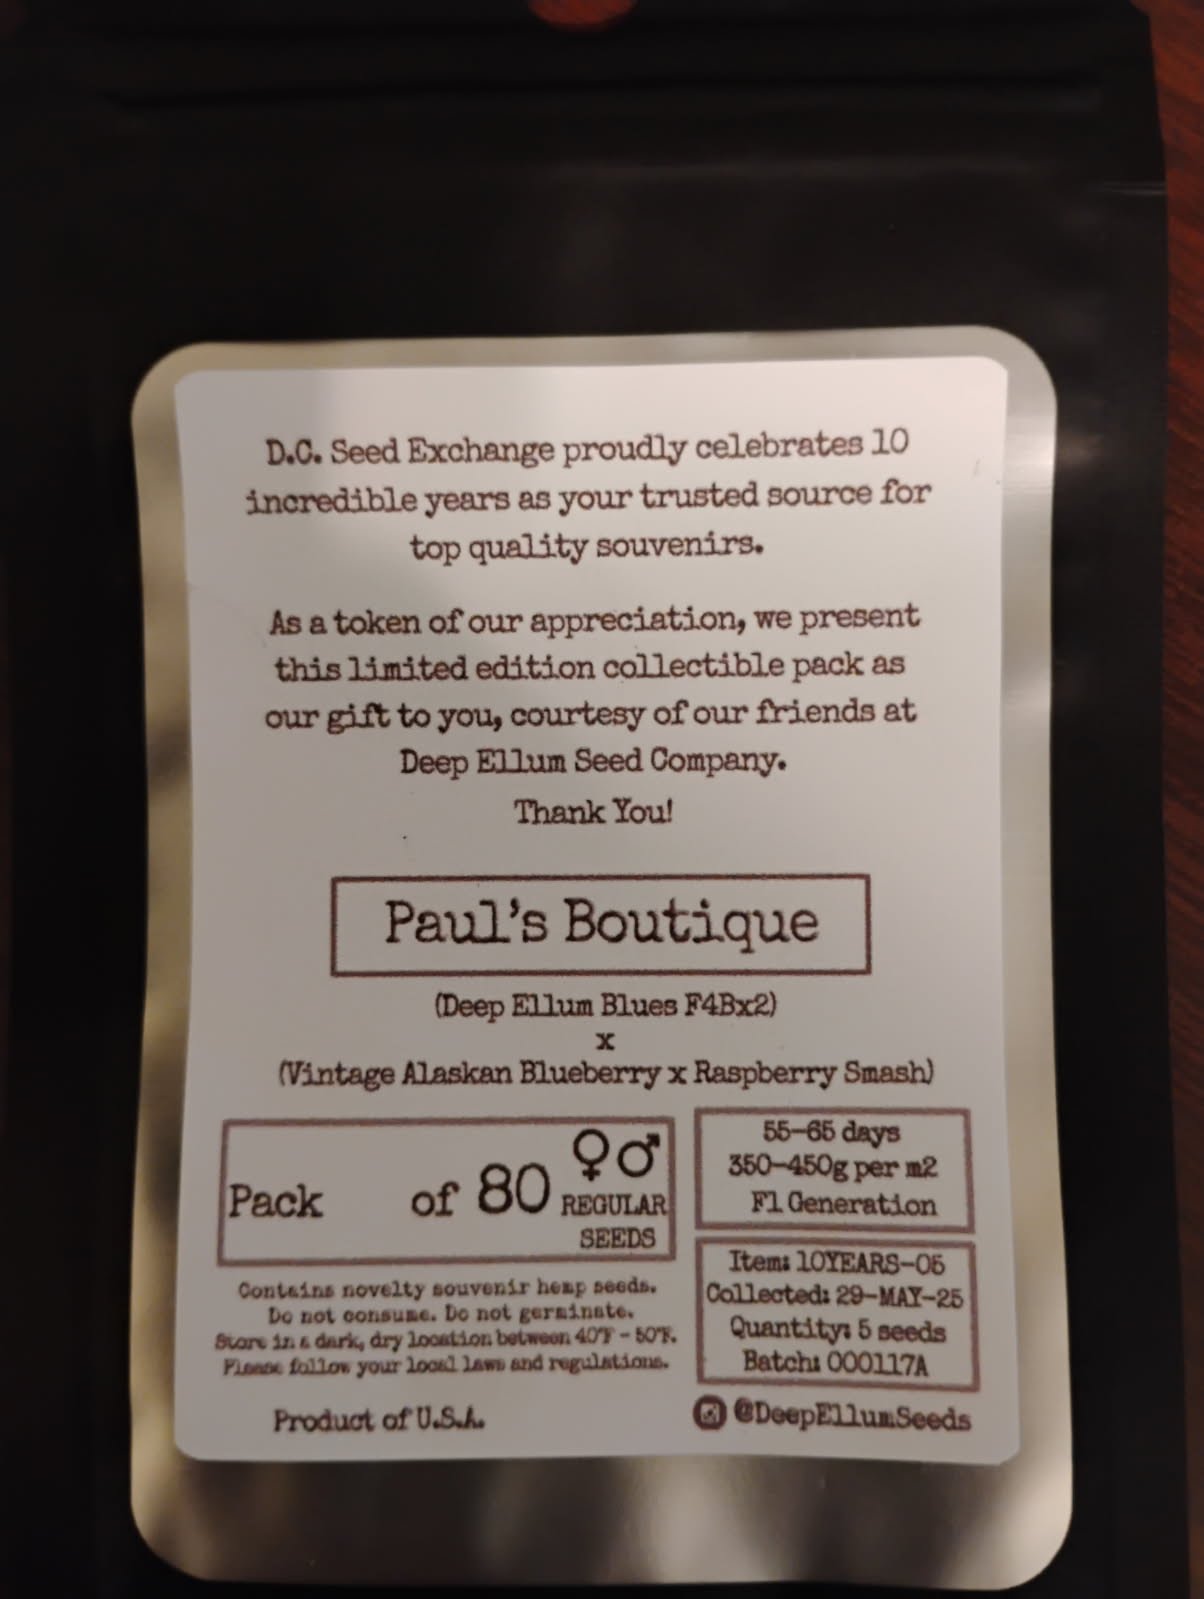 D.C. Seed Exchange proudly celebrates 10
incredible years as your trusted source for
top quality souvenirs.
As a token of our appreciation, we present
this limited edition collectible pack as
our gift to you, courtesy of our friends at
Deep Ellum Seed Company.
Thank You!
Paul's Boutique
(Deep Ellum Blues F4Bx2)
x
(Vintage Alaskan Blueberry x Raspberry Smash)
Pack of 80 ♀♂
REGULAR
SEEDS
Contains novelty souvenir hemp seeds.
Do not consume. Do not germinate.
Store in a dark, dry location between 40°F - 50°F.
Please follow your local laws and regulations.
Product of U.S.A.
55-65 days
350-450g per m2
F1 Generation
Item: 10YEARS-05
Collected: 29-MAY-25
Quantity: 5 seeds
Batch: 000117A
@DeepEllumSeeds